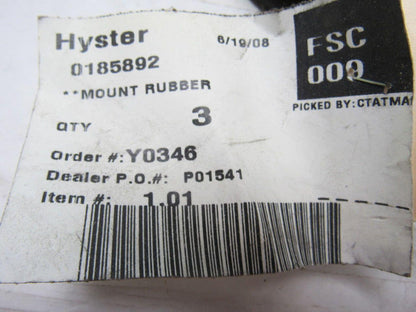 Hyster
6/19/08
FSC
000
0185892
**MOUNT RUBBER
PICKED BY:CTATMA
QTY 3
Order #:Y0346
Dealer P.O.#: P01541
Item #: 1.01